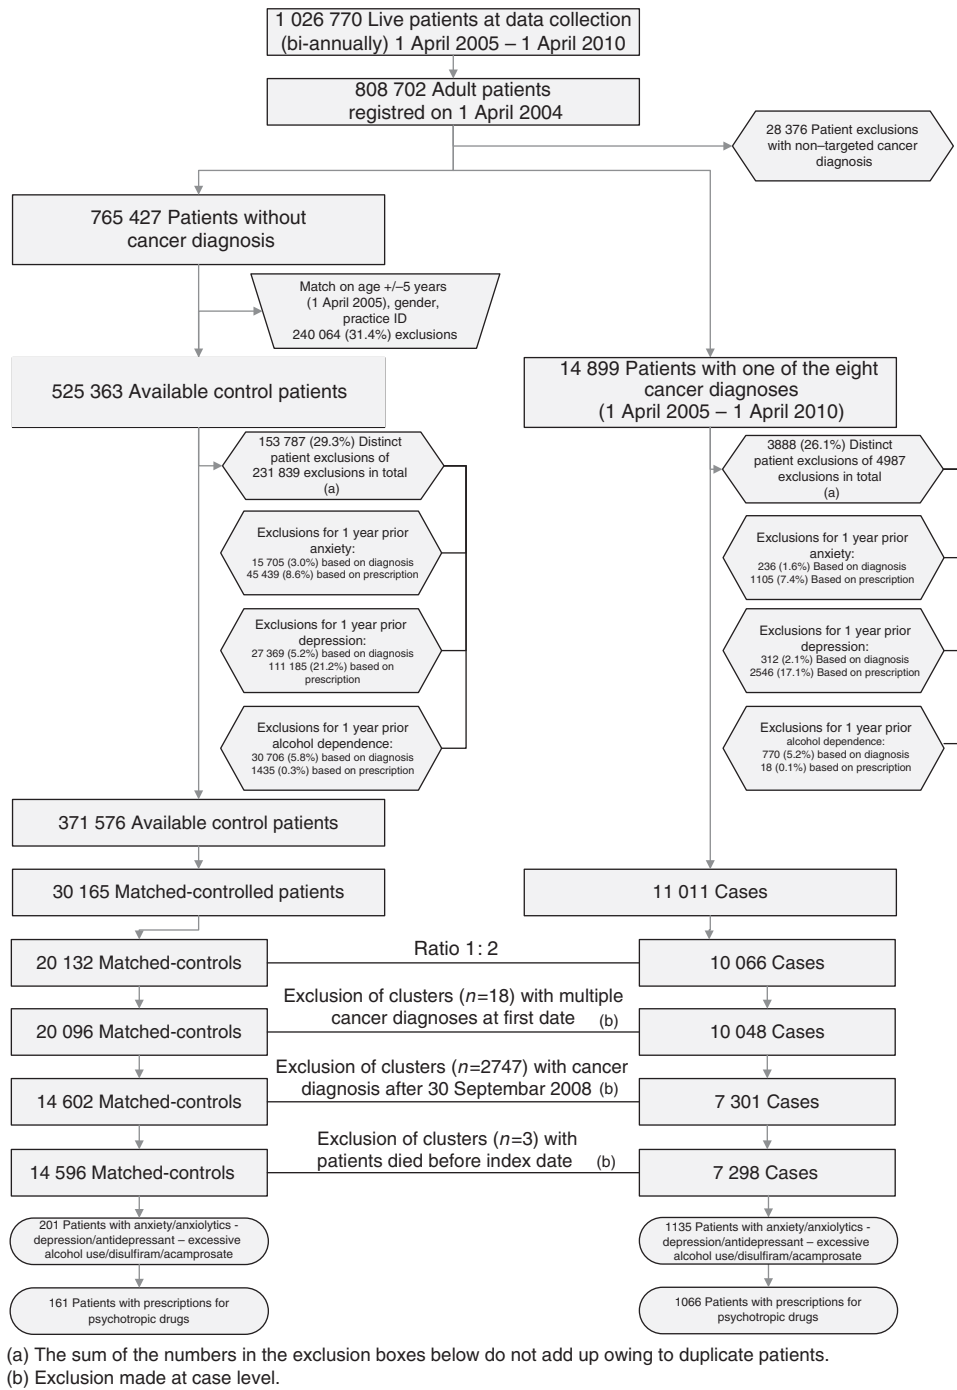 1 026 770 Live patients at data collection
(bi-annually) 1 April 2005 – 1 April 2010
808 702 Adult patients
registred on 1 April 2004
28 376 Patient exclusions
with non–targeted cancer
diagnosis
765 427 Patients without
cancer diagnosis
Match on age +/–5 years
(1 April 2005), gender,
practice ID
240 064 (31.4%) exclusions
525 363 Available control patients
14 899 Patients with one of the eight
cancer diagnoses
(1 April 2005 – 1 April 2010)
153 787 (29.3%) Distinct
patient exclusions of
231 839 exclusions in total
(a)
3888 (26.1%) Distinct
patient exclusions of 4987
exclusions in total
(a)
Exclusions for 1 year prior
anxiety:
15 705 (3.0%) based on diagnosis
45 439 (8.6%) based on prescription
Exclusions for 1 year prior
anxiety:
236 (1.6%) Based on diagnosis
1105 (7.4%) Based on prescription
Exclusions for 1 year prior
depression:
27 369 (5.2%) based on diagnosis
111 185 (21.2%) based on
prescription
Exclusions for 1 year prior
depression:
312 (2.1%) Based on diagnosis
2546 (17.1%) Based on prescription
Exclusions for 1 year prior
alcohol dependence:
30 706 (5.8%) based on diagnosis
1435 (0.3%) based on prescription
Exclusions for 1 year prior
alcohol dependence:
770 (5.2%) based on diagnosis
18 (0.1%) based on prescription
371 576 Available control patients
30 165 Matched-controlled patients
11 011 Cases
20 132 Matched-controls
Ratio 1: 2
10 066 Cases
Exclusion of clusters (n=18) with multiple
cancer diagnoses at first date (b)
20 096 Matched-controls
10 048 Cases
Exclusion of clusters (n=2747) with cancer
diagnosis after 30 Septembar 2008 (b)
14 602 Matched-controls
7 301 Cases
Exclusion of clusters (n=3) with
patients died before index date (b)
14 596 Matched-controls
7 298 Cases
201 Patients with anxiety/anxiolytics -
depression/antidepressant – excessive
alcohol use/disulfiram/acamprosate
1135 Patients with anxiety/anxiolytics -
depression/antidepressant – excessive
alcohol use/disulfiram/acamprosate
161 Patients with prescriptions for
psychotropic drugs
1066 Patients with prescriptions for
psychotropic drugs
(a) The sum of the numbers in the exclusion boxes below do not add up owing to duplicate patients.
(b) Exclusion made at case level.